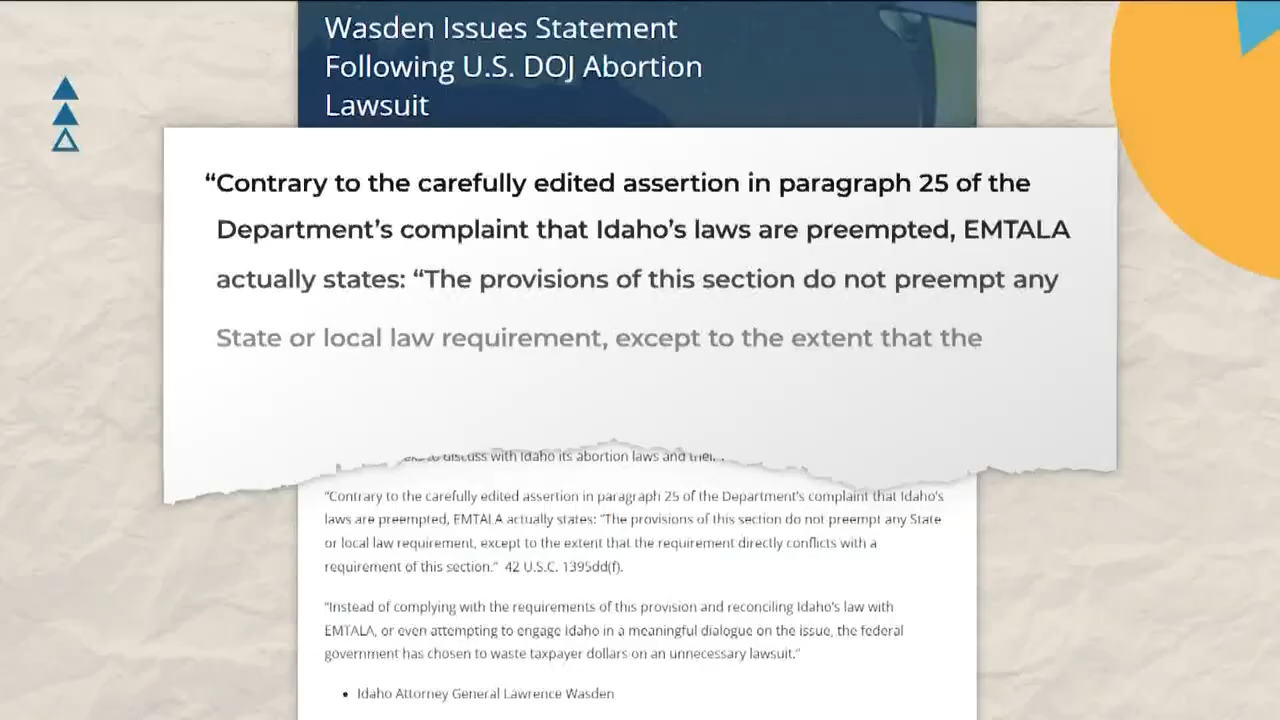 Wasden Issues Statement
Following U.S. DOJ Abortion
Lawsuit
“Contrary to the carefully edited assertion in paragraph 25 of the
Department’s complaint that Idaho’s laws are preempted, EMTALA
actually states: “The provisions of this section do not preempt any
State or local law requirement, except to the extent that the
to discuss with Idaho its abortion laws and
“Contrary to the carefully edited assertion in paragraph 25 of the Department’s complaint that Idaho’s
laws are preempted, EMTALA actually states: “The provisions of this section do not preempt any State
or local law requirement, except to the extent that the requirement directly conflicts with a
requirement of this section.” 42 U.S.C. 1395dd(f).
“Instead of complying with the requirements of this provision and reconciling Idaho’s law with
EMTALA, or even attempting to engage Idaho in a meaningful dialogue on the issue, the federal
government has chosen to waste taxpayer dollars on an unnecessary lawsuit.”
• Idaho Attorney General Lawrence Wasden